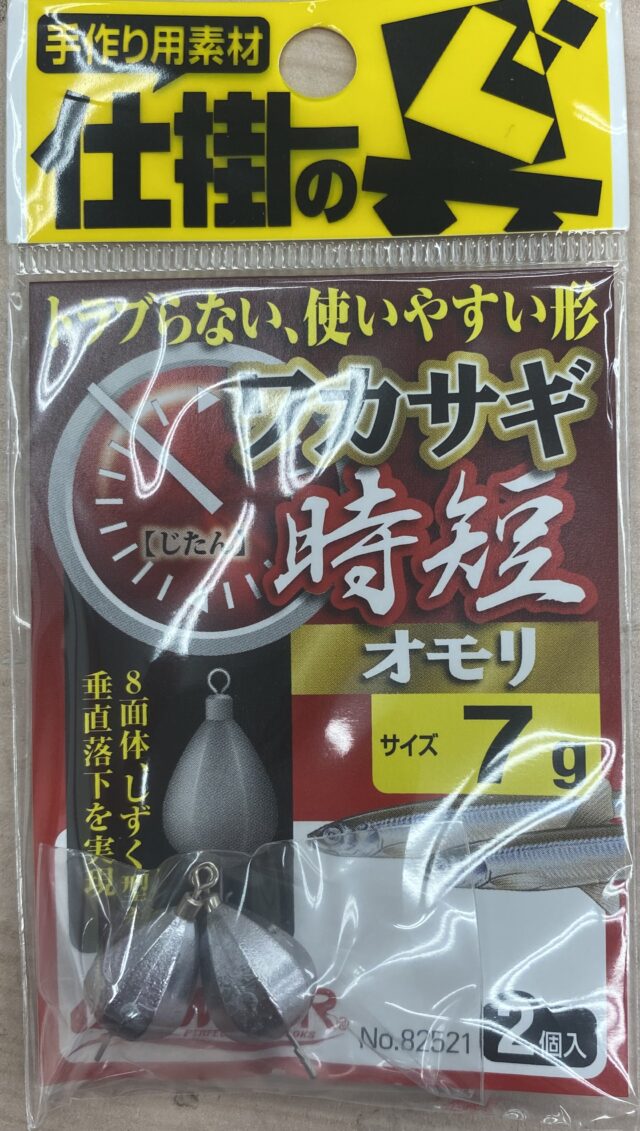 手作り用素材
仕掛の具
トラブらない、使いやすい形
ワカサギ
【じたん】
時短
オモリ
サイズ 7g
8面体、しずく型
垂直落下を実現
No.82521
2個入